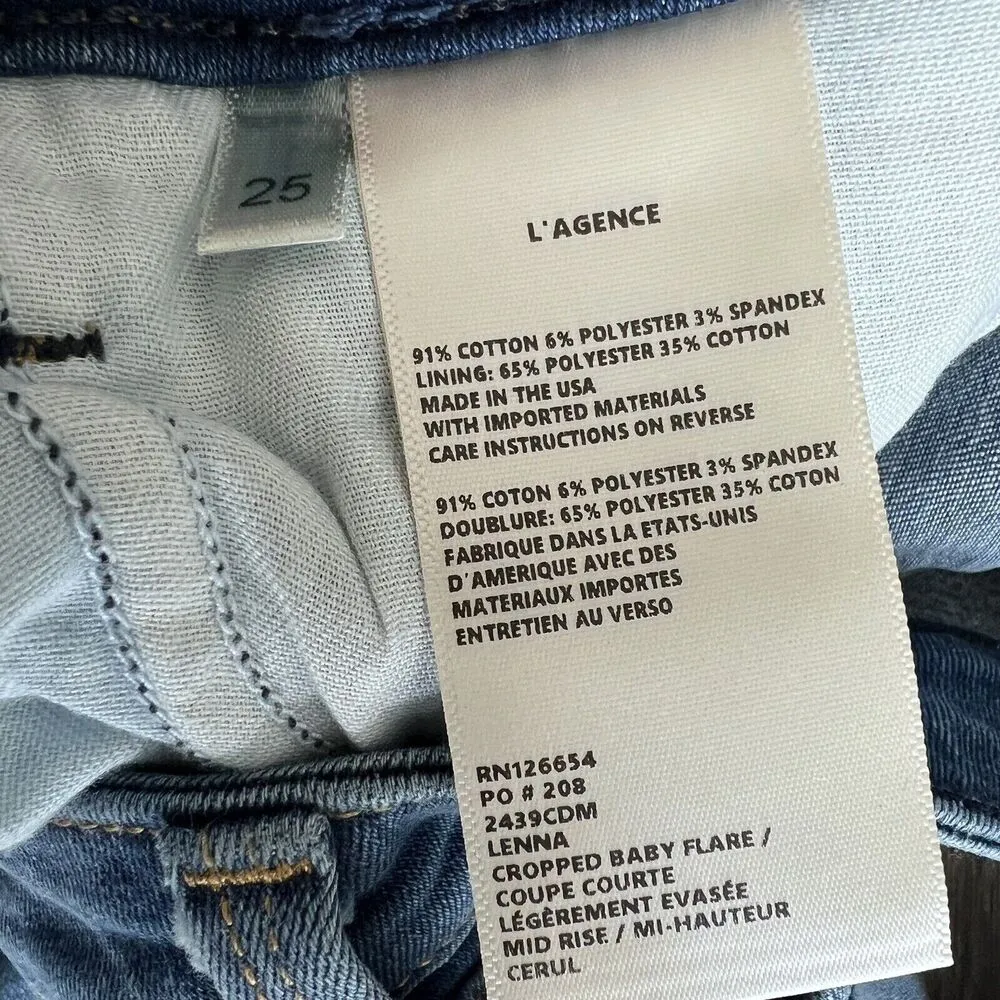 25
L'AGENCE
91% COTTON 6% POLYESTER 3% SPANDEX
LINING: 65% POLYESTER 35% COTTON
MADE IN THE USA
WITH IMPORTED MATERIALS
CARE INSTRUCTIONS ON REVERSE
91% COTON 6% POLYESTER 3% SPANDEX
DOUBLURE: 65% POLYESTER 35% COTON
FABRIQUE DANS LA ETATS-UNIS
D'AMERIQUE AVEC DES
MATERIAUX IMPORTES
ENTRETIEN AU VERSO
RN126654
PO # 208
2439CDM
LENNA
CROPPED BABY FLARE /
COUPE COURTE
LÉGÈREMENT EVASÉE
MID RISE / MI-HAUTEUR
CERUL